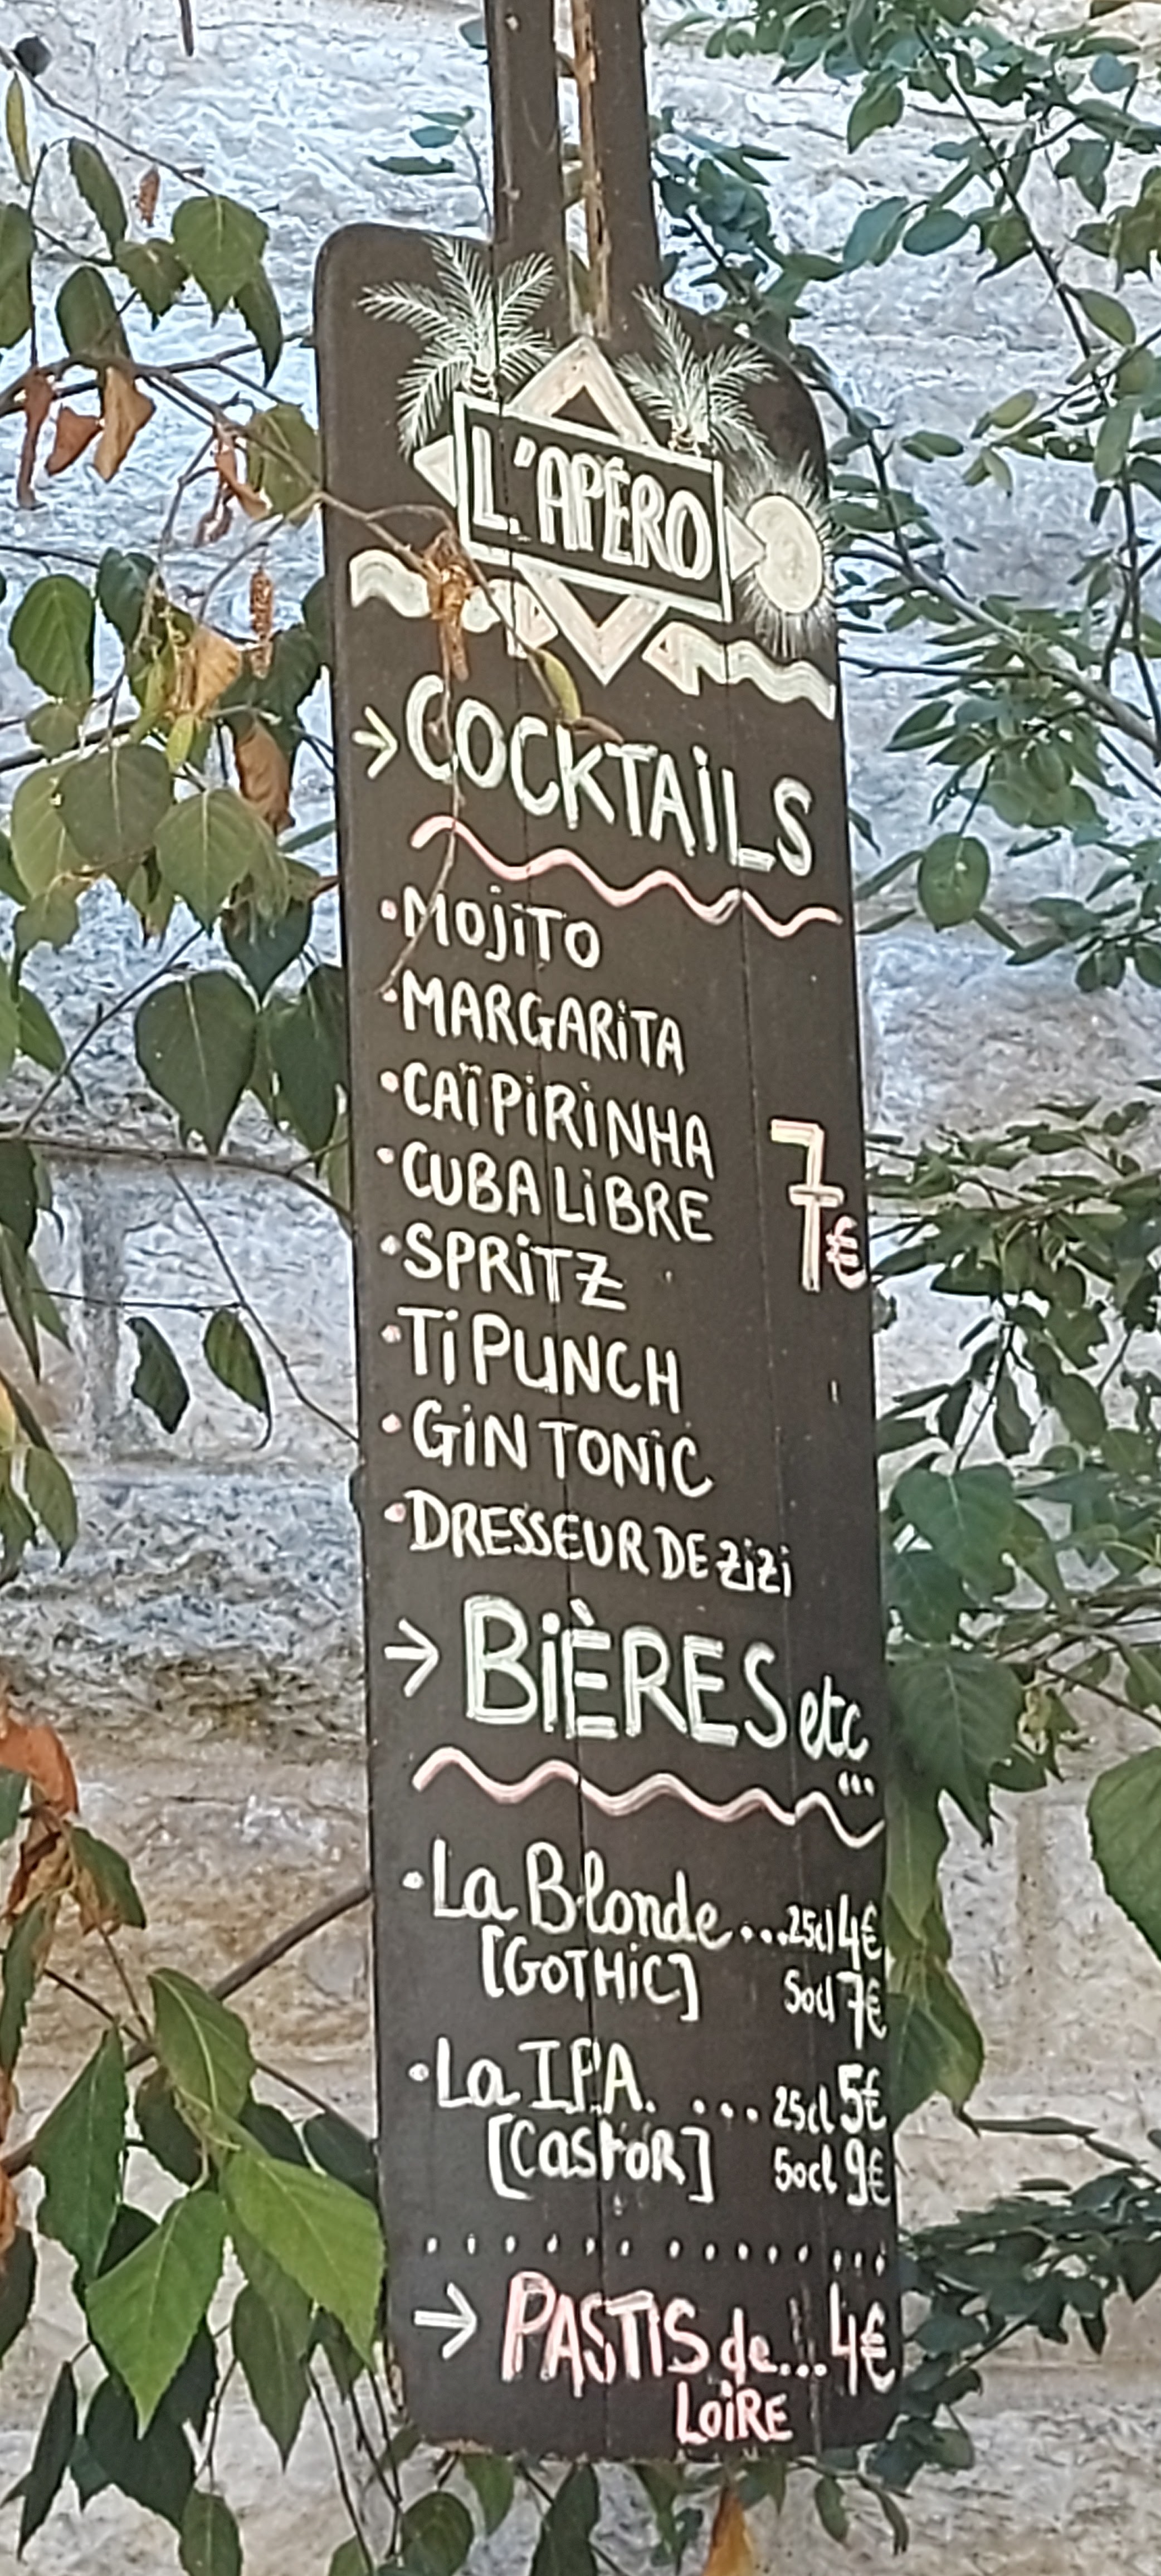 L'APÉRO
→ COCKTAiLS
• MOjiTO
• MARGARiTA
• CAÏPiRiNHA
• CUBA LiBRE
7€
• SPRiTZ
• Ti PUNCH
• GiN TONiC
• DRESSEUR DE ZiZi
→ BiÈRES etc...
• La Blonde...25cl 4€
[GOTHiC] 50cl 7€
• La IPA. ... 25cl 5€
[CASTOR] 50cl 9€
→ PASTIS de... 4€
LOiRE